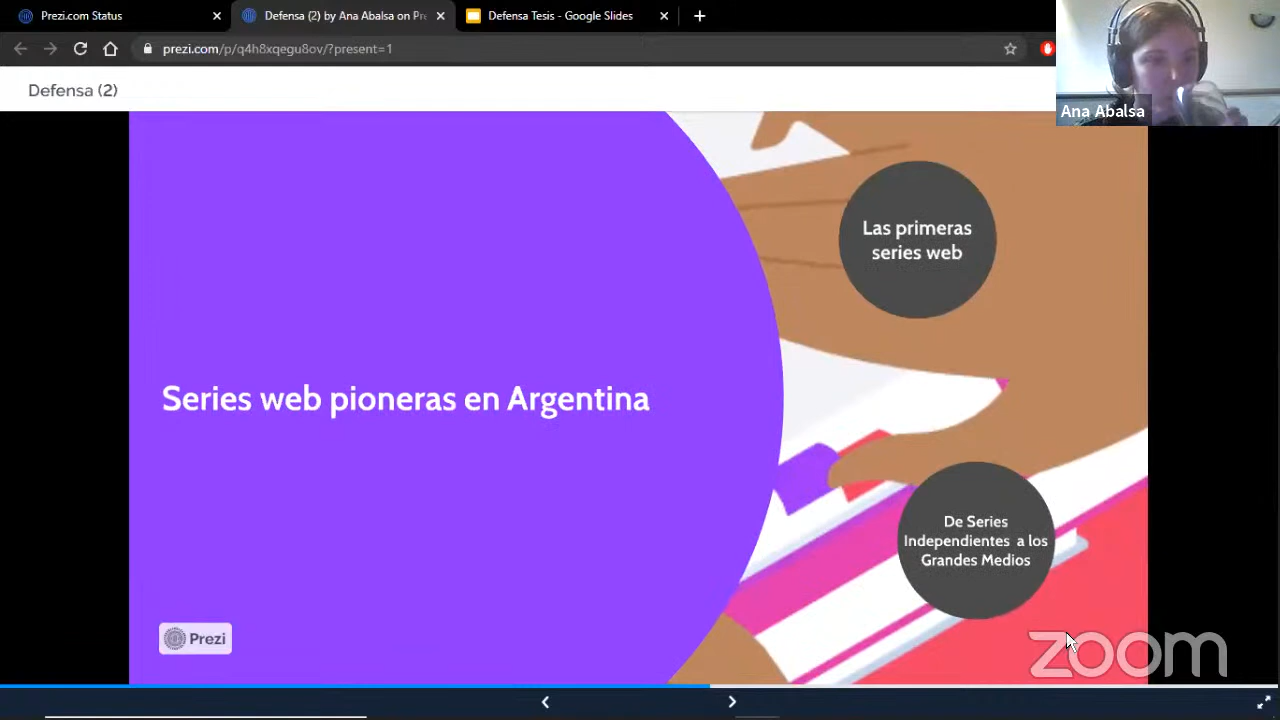 Prezi.com Status
Defensa (2) by Ana Abalsa on Pre
Defensa Tesis - Google Slides
prezi.com/p/q4h8xqegu8ov/?present=1
Defensa (2)
Ana Abalsa
Las primeras
series web
Series web pioneras en Argentina
De Series
Independientes a los
Grandes Medios
Prezi
zoom